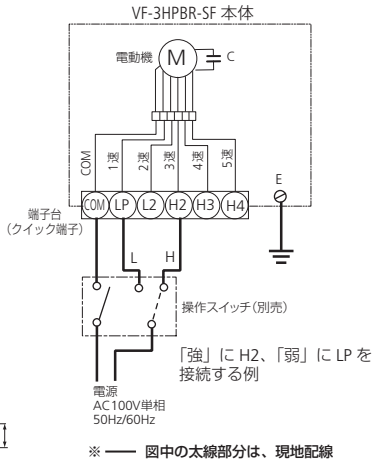 VF-3HPBR-SF 本体
電動機
M
C
COM
1速
2速
3速
4速
5速
E
COM
LP
L2
H2
H3
H4
端子台
(クイック端子)
L
H
操作スイッチ(別売)
「強」に H2、「弱」に LP を
接続する例
電源
AC100V単相
50Hz/60Hz
※ 図中の太線部分は、現地配線